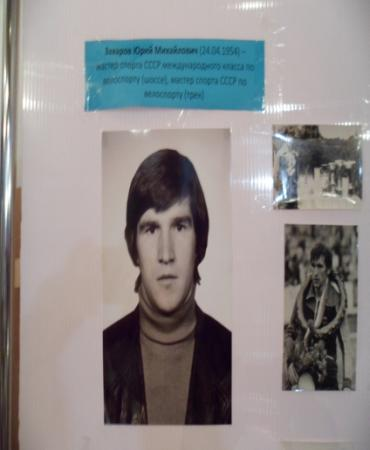 Захаров Юрий Михайлович (24.04.1954) –
мастер спорта СССР международного класса по
велоспорту (шоссе), мастер спорта СССР по
велоспорту (трек)